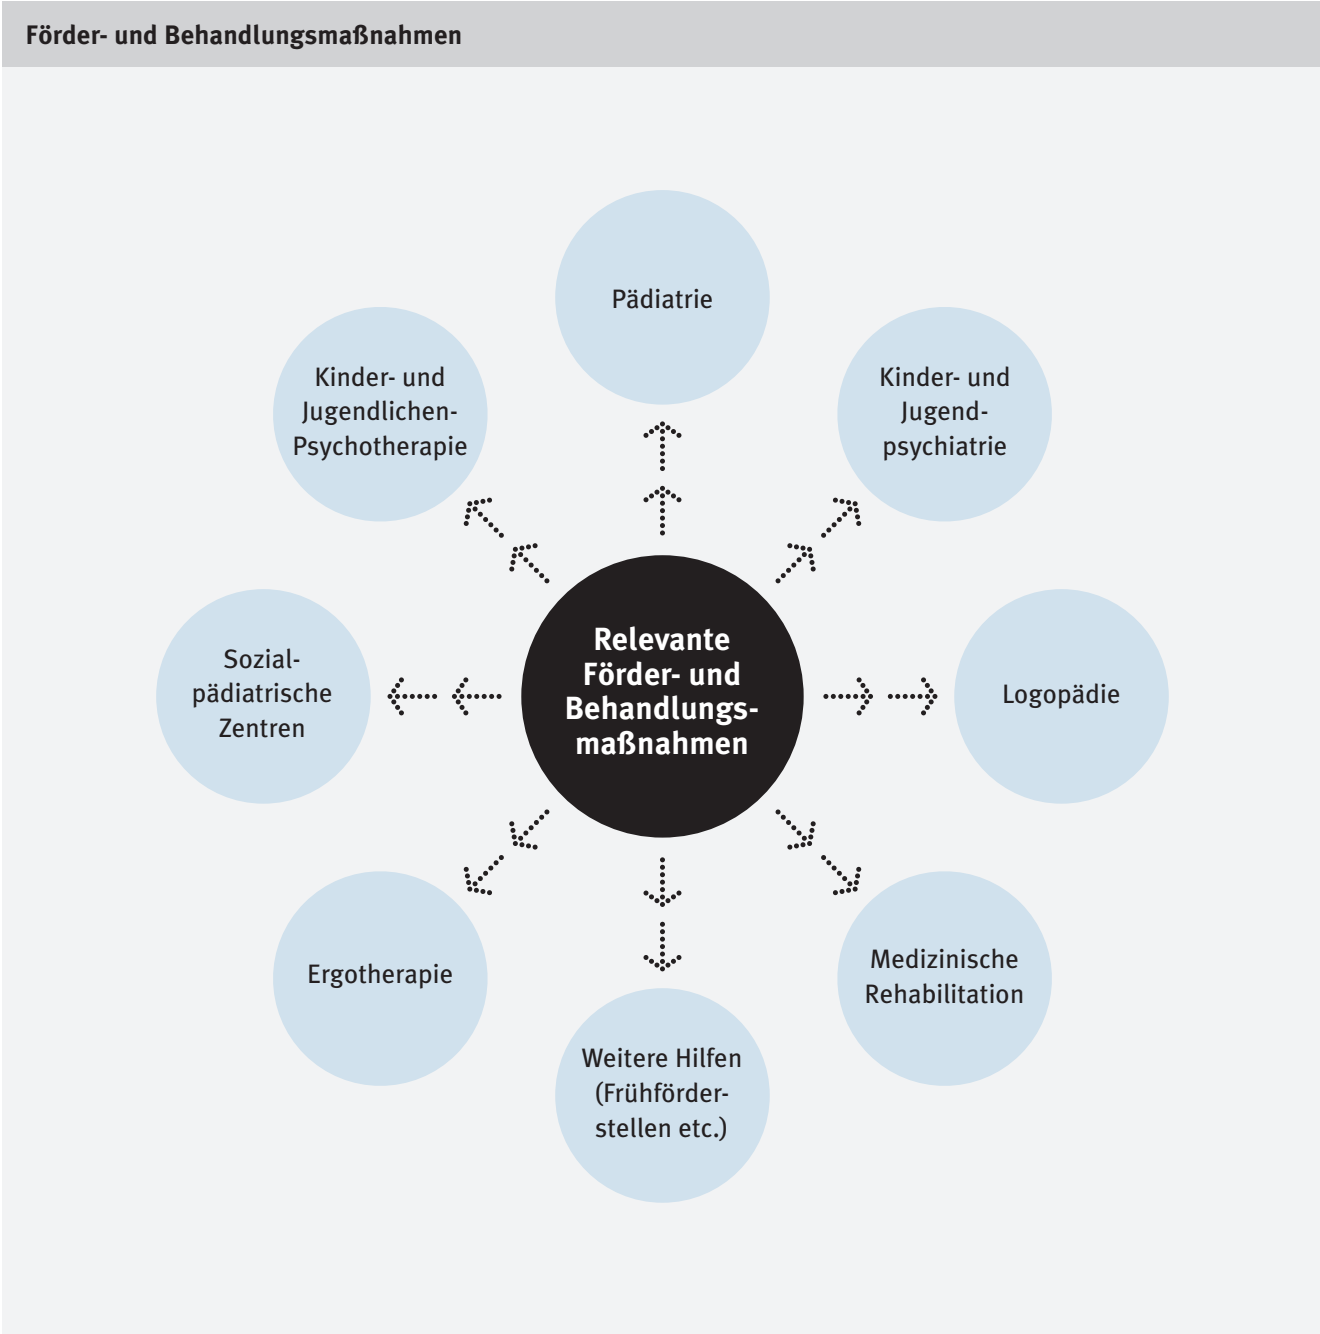 Förder- und Behandlungsmaßnahmen
Pädiatrie
Kinder- und
Jugendlichen-
Psychotherapie
Kinder- und
Jugend-
psychiatrie
Sozial-
pädiatrische
Zentren
Relevante
Förder- und
Behandlungs-
maßnahmen
Logopädie
Ergotherapie
Medizinische
Rehabilitation
Weitere Hilfen
(Frühförder-
stellen etc.)